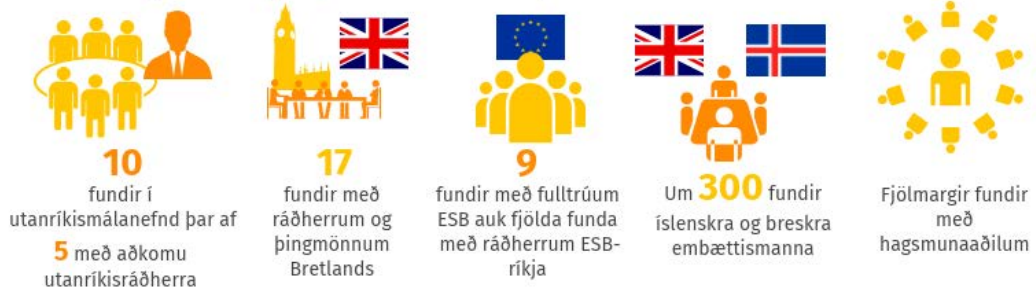 10
fundir í
utanríkismálanefnd þar af
5 með aðkomu
utanríkisráðherra
17
fundir með
ráðherrum og
þingmönnum
Bretlands
9
fundir með fulltrúum
ESB auk fjölda funda
með ráðherrum ESB-
ríkja
Um 300 fundir
íslenskra og breskra
embættismanna
Fjölmargir fundir
með
hagsmunaaðilum